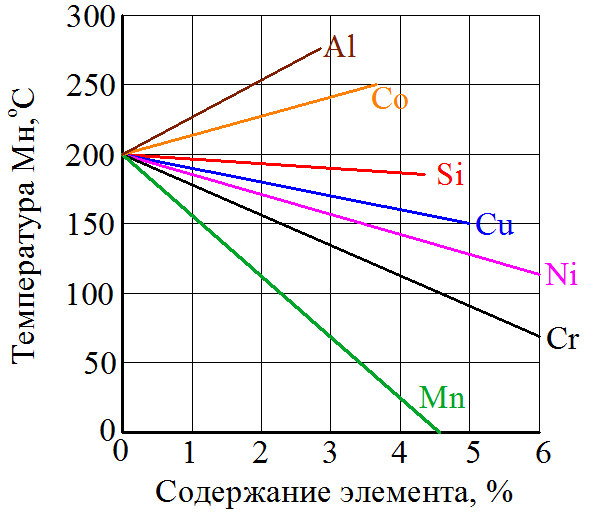 300
250
200
150
100
50
0
Температура Мн,°С
Al
Co
Si
Cu
Ni
Cr
Mn
0 1 2 3 4 5 6
Содержание элемента, %